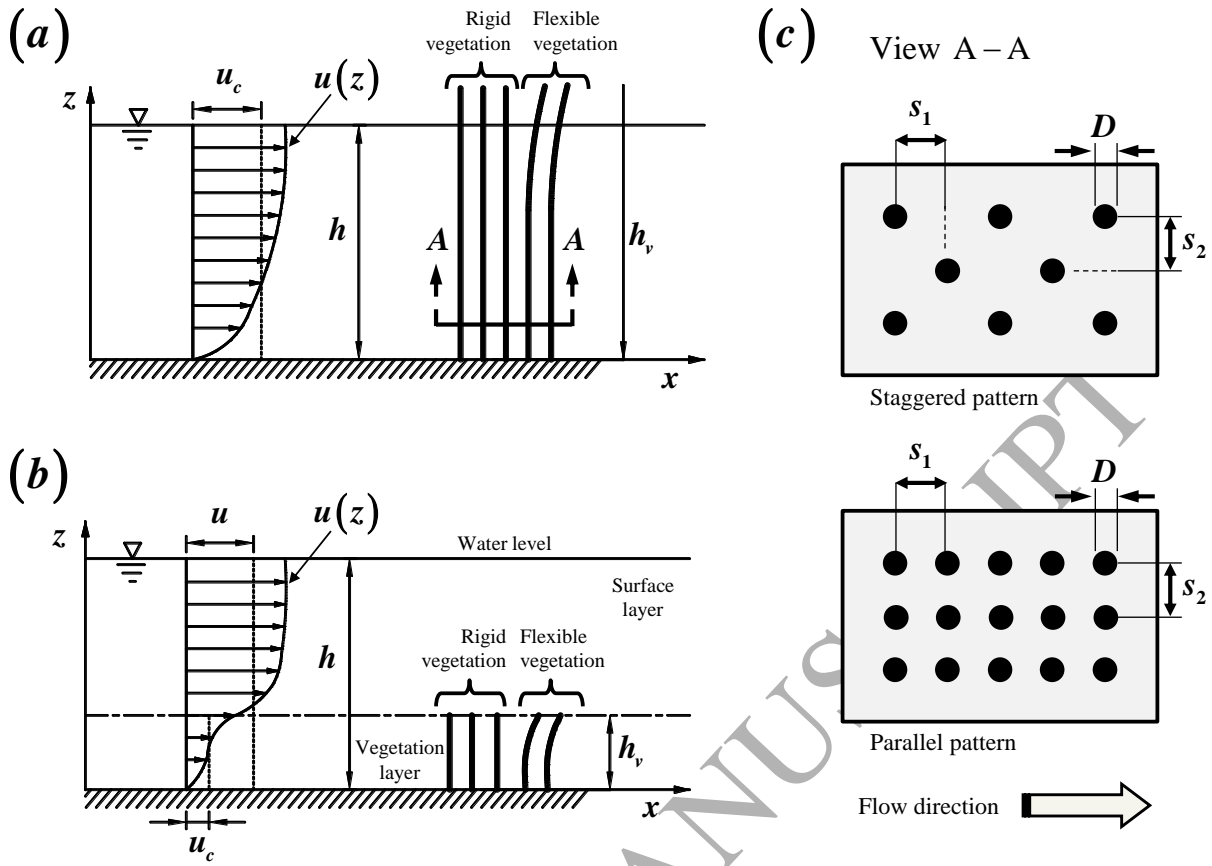 (a)
Rigid
vegetation
Flexible
vegetation
z
u_c
u(z)
h
A
A
h_v
x
(b)
z
u
u(z)
Water level
Surface
layer
h
Rigid
vegetation
Flexible
vegetation
Vegetation
layer
h_v
x
u_c
(c)
View A – A
s_1
D
s_2
Staggered pattern
s_1
D
s_2
Parallel pattern
Flow direction